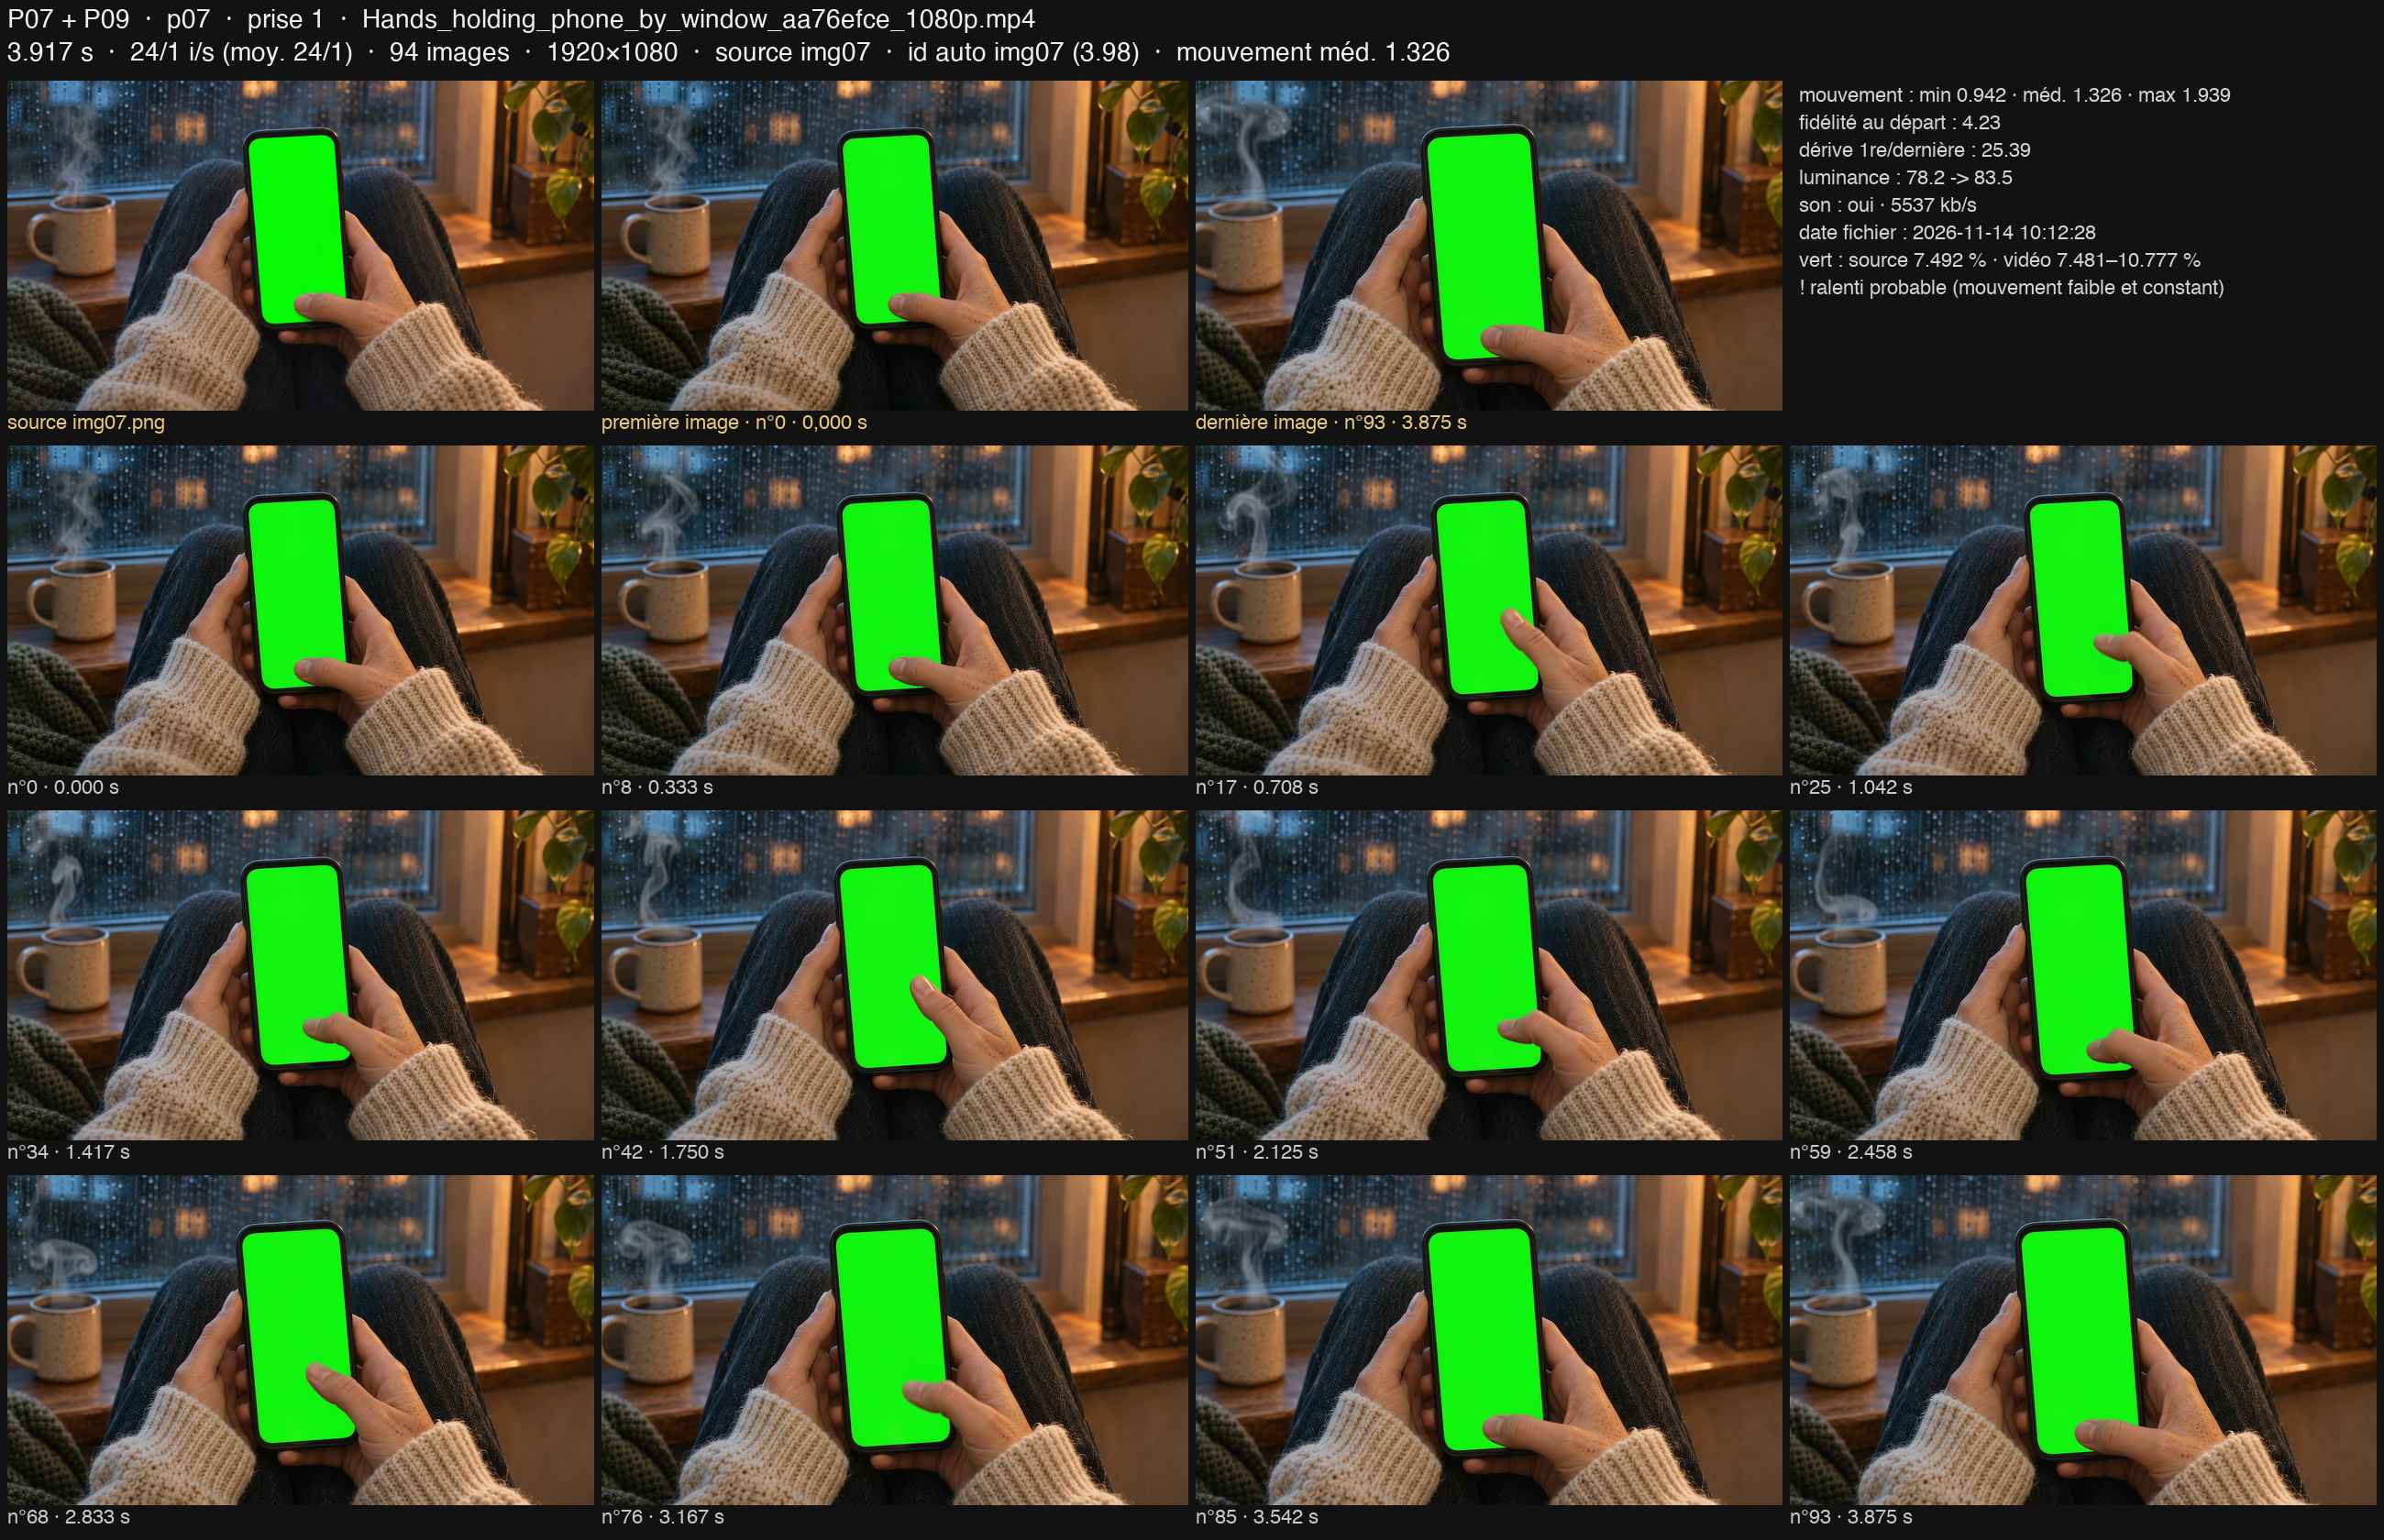 P07 + P09 · p07 · prise 1 · Hands_holding_phone_by_window_aa76efce_1080p.mp4
3.917 s · 24/1 i/s (moy. 24/1) · 94 images · 1920×1080 · source img07 · id auto img07 (3.98) · mouvement méd. 1.326
mouvement : min 0.942 · méd. 1.326 · max 1.939
fidélité au départ : 4.23
dérive 1re/dernière : 25.39
luminance : 78.2 -> 83.5
son : oui · 5537 kb/s
date fichier : 2026-11-14 10:12:28
vert : source 7.492 % · vidéo 7.481–10.777 %
! ralenti probable (mouvement faible et constant)
source img07.png
première image · n°0 · 0,000 s
dernière image · n°93 · 3.875 s
n°0 · 0.000 s
n°8 · 0.333 s
n°17 · 0.708 s
n°25 · 1.042 s
n°34 · 1.417 s
n°42 · 1.750 s
n°51 · 2.125 s
n°59 · 2.458 s
n°68 · 2.833 s
n°76 · 3.167 s
n°85 · 3.542 s
n°93 · 3.875 s